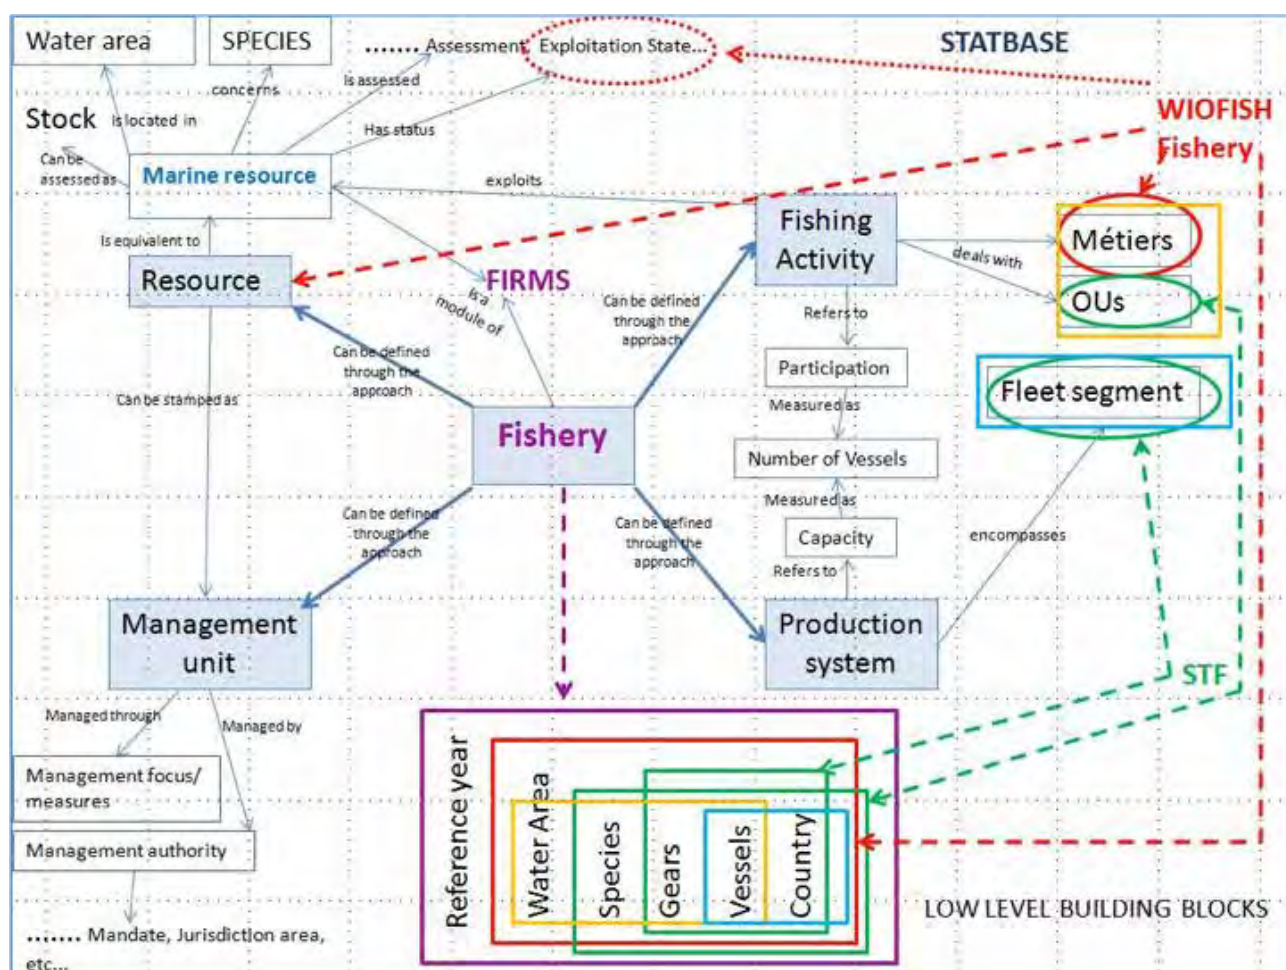 Water area
SPECIES
....... Assessment
Exploitation State...
STATBASE
Is assessed
concerns
Stock
Is located in
Has status
WIOFISH
Fishery
Can be
assessed as
Marine resource
exploits
Fishing
Activity
Métiers
deals with
OUs
Is equivalent to
Resource
FIRMS
Is a
module of
Can be defined
through the
approach
Refers to
Can be defined
through the
approach
Participation
Fleet segment
Can be stamped as
Measured as
Fishery
Number of Vessels
Measured as
Can be defined
through the
approach
Can be defined
through the
approach
Capacity
encompasses
Refers to
Management
unit
Production
system
STF
Managed through
Managed by
Management focus/
measures
Management authority
Reference year
Water Area
Species
Gears
Vessels
Country
LOW LEVEL BUILDING BLOCKS
....... Mandate, Jurisdiction area,
etc...